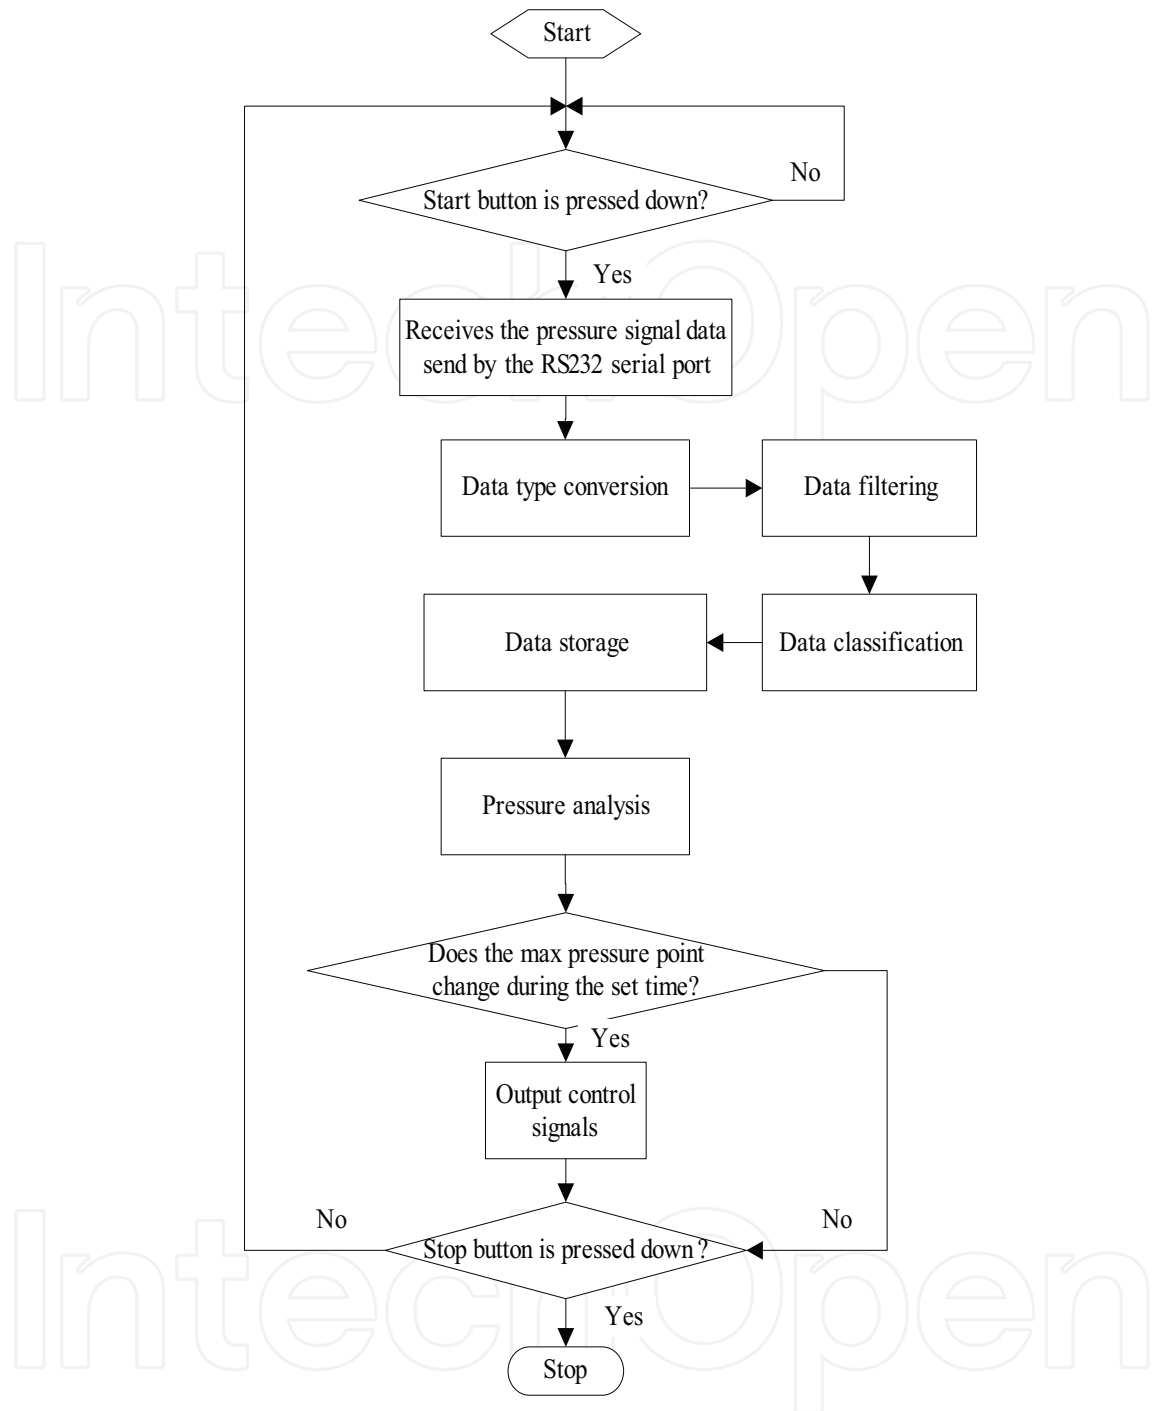 Start
No
Start button is pressed down?
Yes
Receives the pressure signal data
send by the RS232 serial port
Data type conversion
Data filtering
Data storage
Data classification
Pressure analysis
Does the max pressure point
change during the set time?
Yes
Output control
signals
No
No
Stop button is pressed down?
Yes
Stop
IntechOpen
IntechOpen